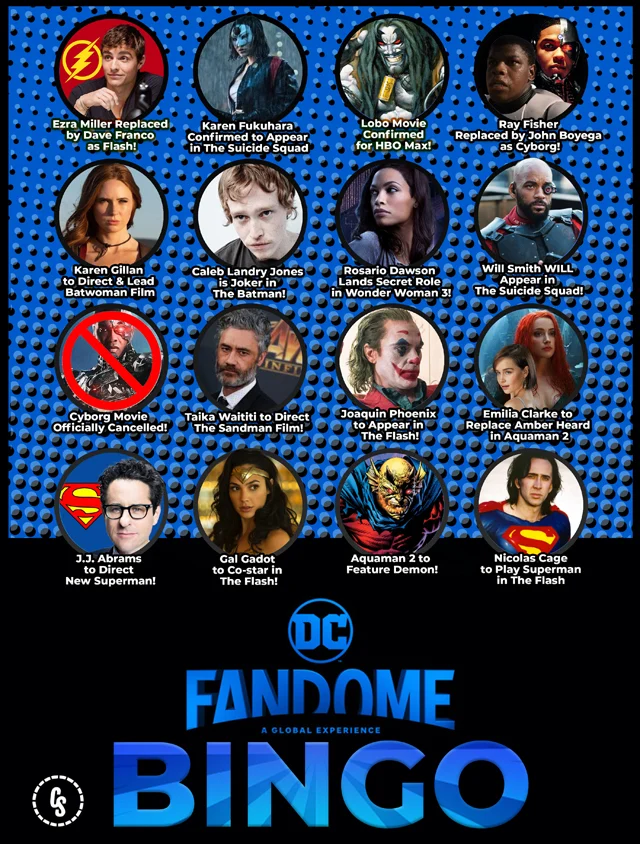 Ezra Miller Replaced
by Dave Franco
as Flash!
Karen Fukuhara
Confirmed to Appear
in The Suicide Squad
Lobo Movie
Confirmed
for HBO Max!
Ray Fisher
Replaced by John Boyega
as Cyborg!
Karen Gillan
to Direct & Lead
Batwoman Film
Caleb Landry Jones
is Joker in
The Batman!
Rosario Dawson
Lands Secret Role
in Wonder Woman 3!
Will Smith WILL
Appear in
The Suicide Squad!
Cyborg Movie
Officially Cancelled!
Taika Waititi to Direct
The Sandman Film!
Joaquin Phoenix
to Appear in
The Flash!
Emilia Clarke to
Replace Amber Heard
in Aquaman 2
J.J. Abrams
to Direct
New Superman!
Gal Gadot
to Co-star in
The Flash!
Aquaman 2 to
Feature Demon!
Nicolas Cage
to Play Superman
in The Flash
DC
FANDOME
A GLOBAL EXPERIENCE
BINGO
CS